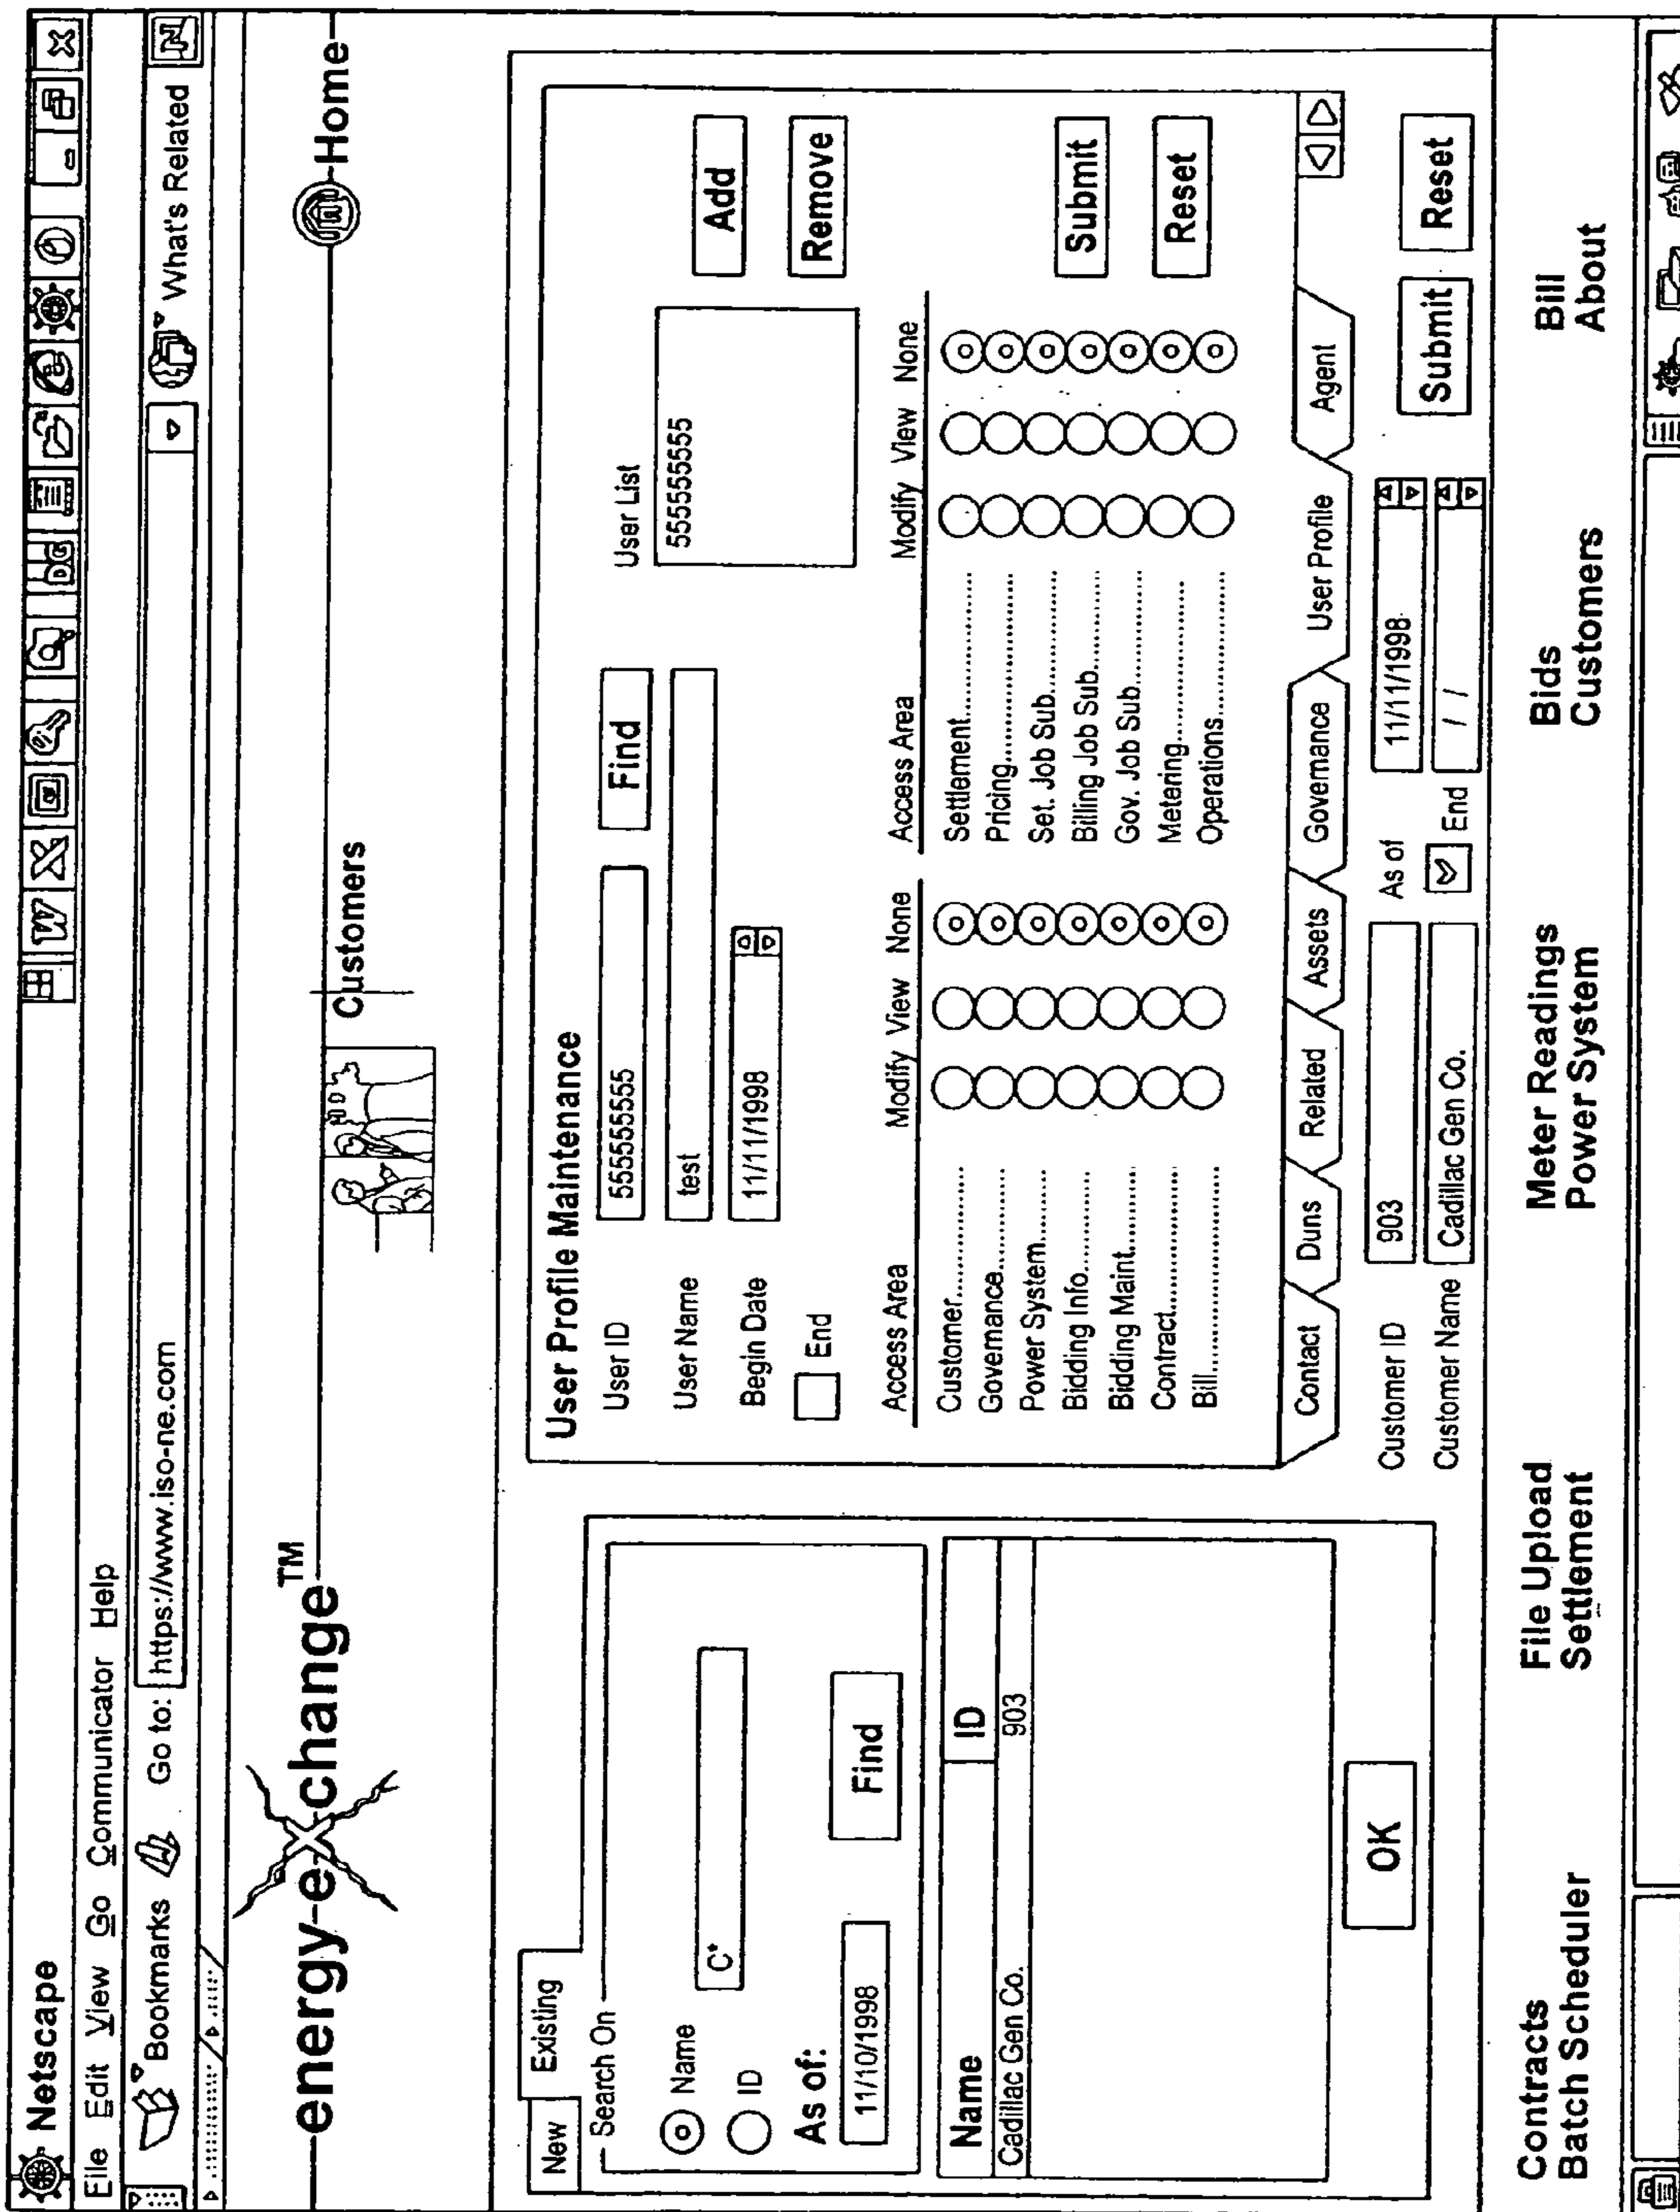 Netscape
File Edit View Go Communicator Help
Bookmarks Go to: https://www.iso-ne.com What's Related
energy-exchange™ Customers Home
New Existing
Search On
Name C*
ID
As of:
11/10/1998 Find
Name ID
Cadillac Gen Co. 903
OK
User Profile Maintenance
User ID 555555555 Find
User Name test
Begin Date 11/11/1998
End
User List
555555555
Add
Remove
Access Area Modify View None Access Area Modify View None
Customer Settlement
Governance Pricing
Power System Set. Job Sub
Bidding Info Billing Job Sub
Bidding Maint. Gov. Job Sub
Contract Metering
Bill Operations
Submit
Reset
Contact Duns Related Assets Governance User Profile Agent
Customer ID 903 As of 11/11/1998
Customer Name Cadillac Gen Co. End / /
Submit Reset
Contracts File Upload Meter Readings Bids Bill
Batch Scheduler Settlement Power System Customers About